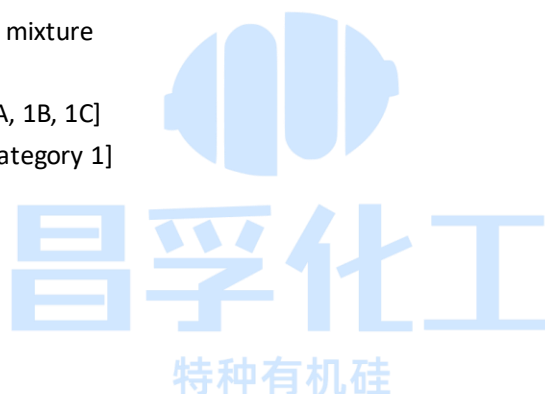 mixture
A, 1B, 1C]
ategory 1]
昌孚化工
特种有机硅